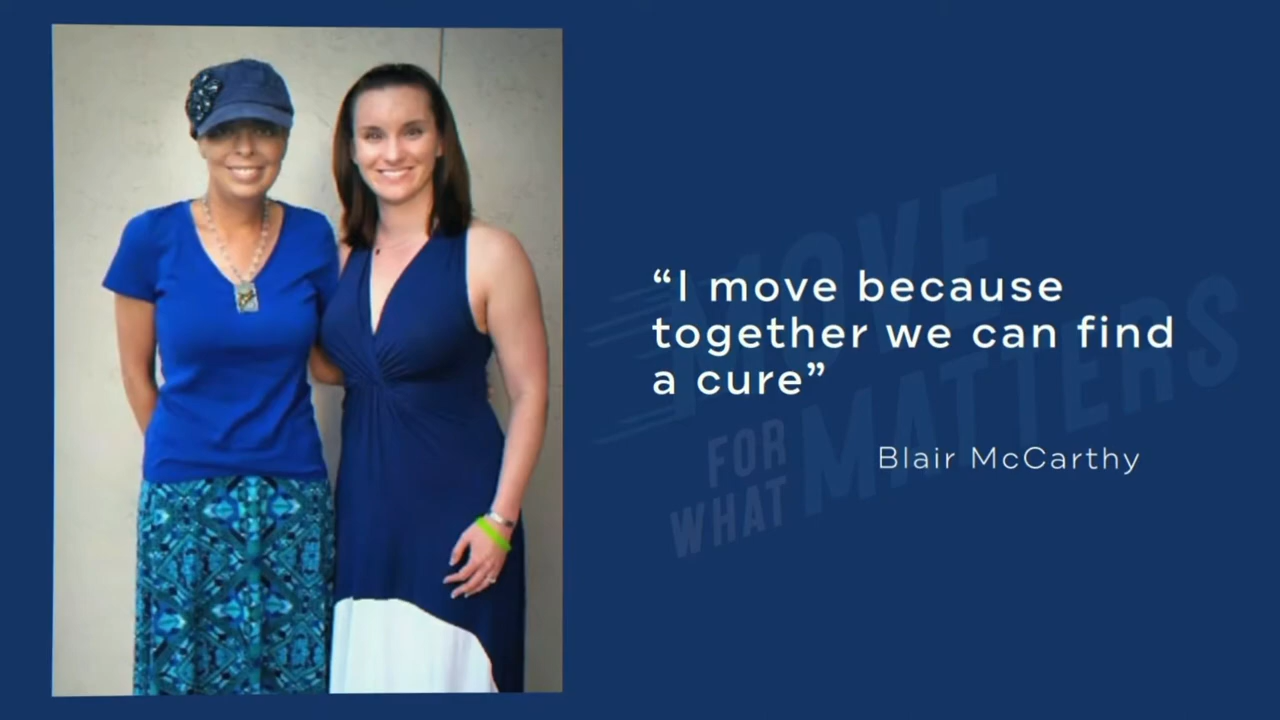 “I move because
together we can find
a cure”
Blair McCarthy
MOVE
FOR
WHAT
MATTERS